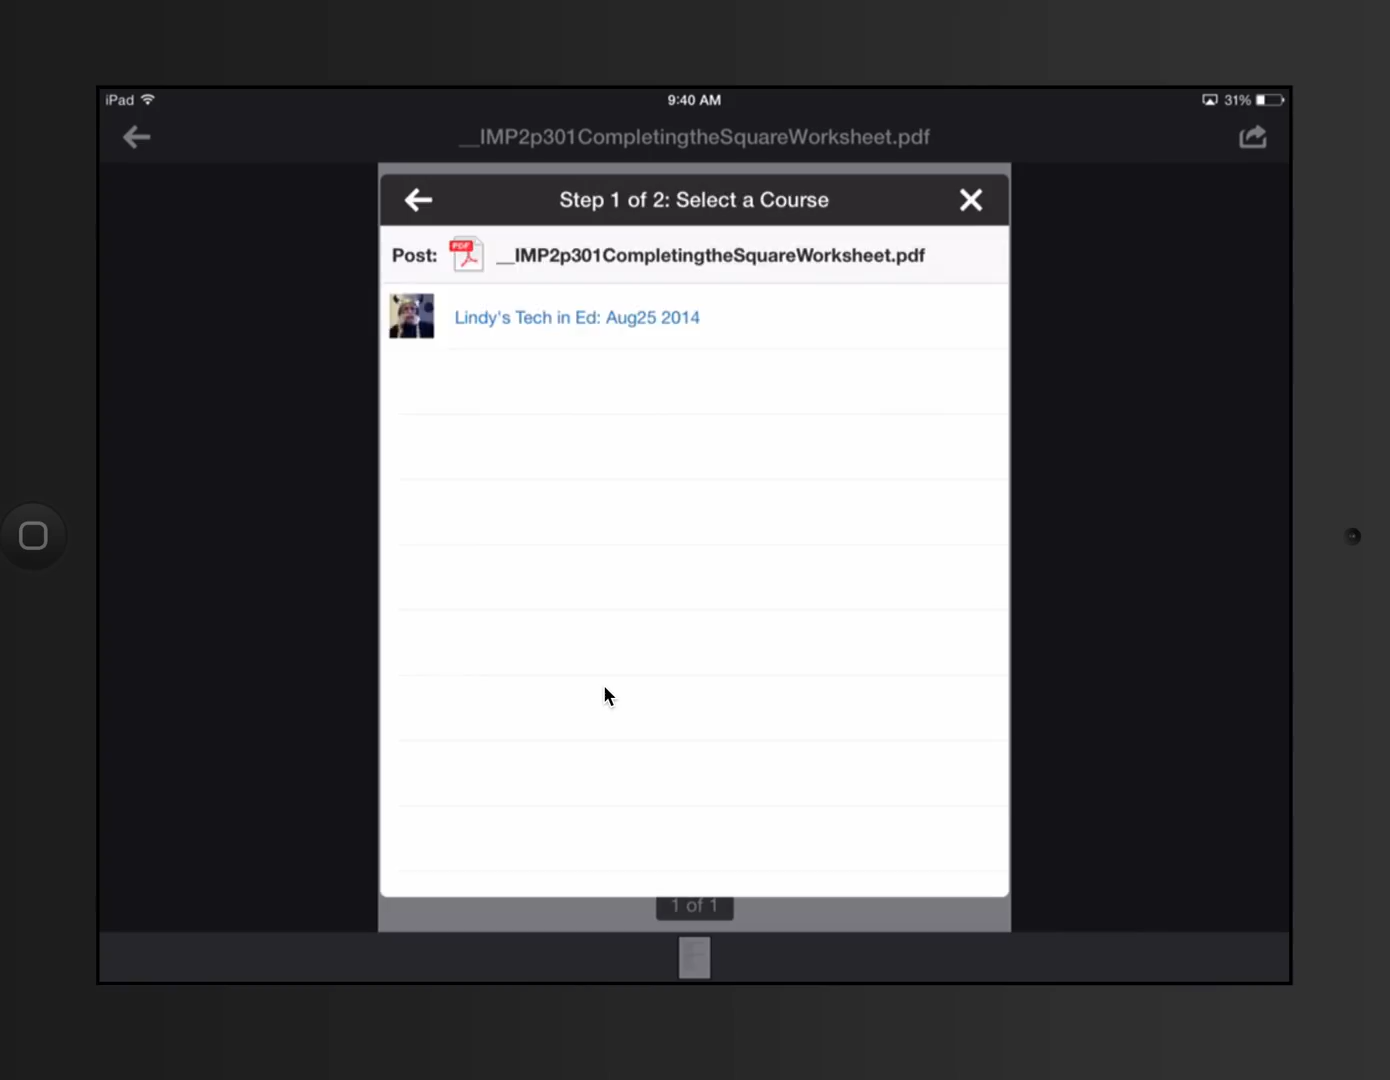 iPad 9:40 AM 31%
__IMP2p301CompletingtheSquareWorksheet.pdf
Step 1 of 2: Select a Course
Post: PDF __IMP2p301CompletingtheSquareWorksheet.pdf
Lindy's Tech in Ed: Aug25 2014
1 of 1